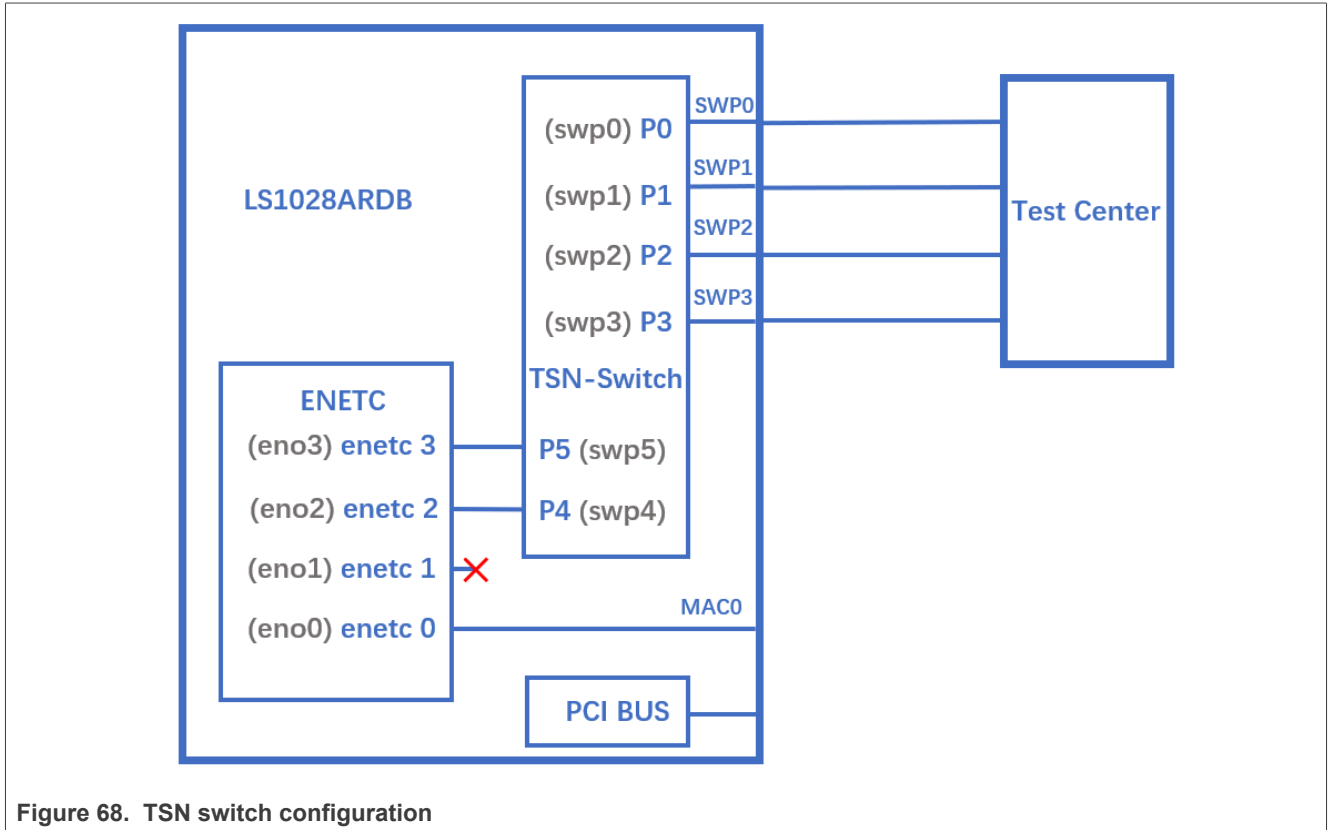 SWP0
(swp0) P0
SWP1
(swp1) P1
SWP2
(swp2) P2
SWP3
(swp3) P3
TSN-Switch
P5 (swp5)
P4 (swp4)
LS1028ARDB
Test Center
ENETC
(eno3) enetc 3
(eno2) enetc 2
(eno1) enetc 1
(eno0) enetc 0
MAC0
PCI BUS
Figure 68. TSN switch configuration